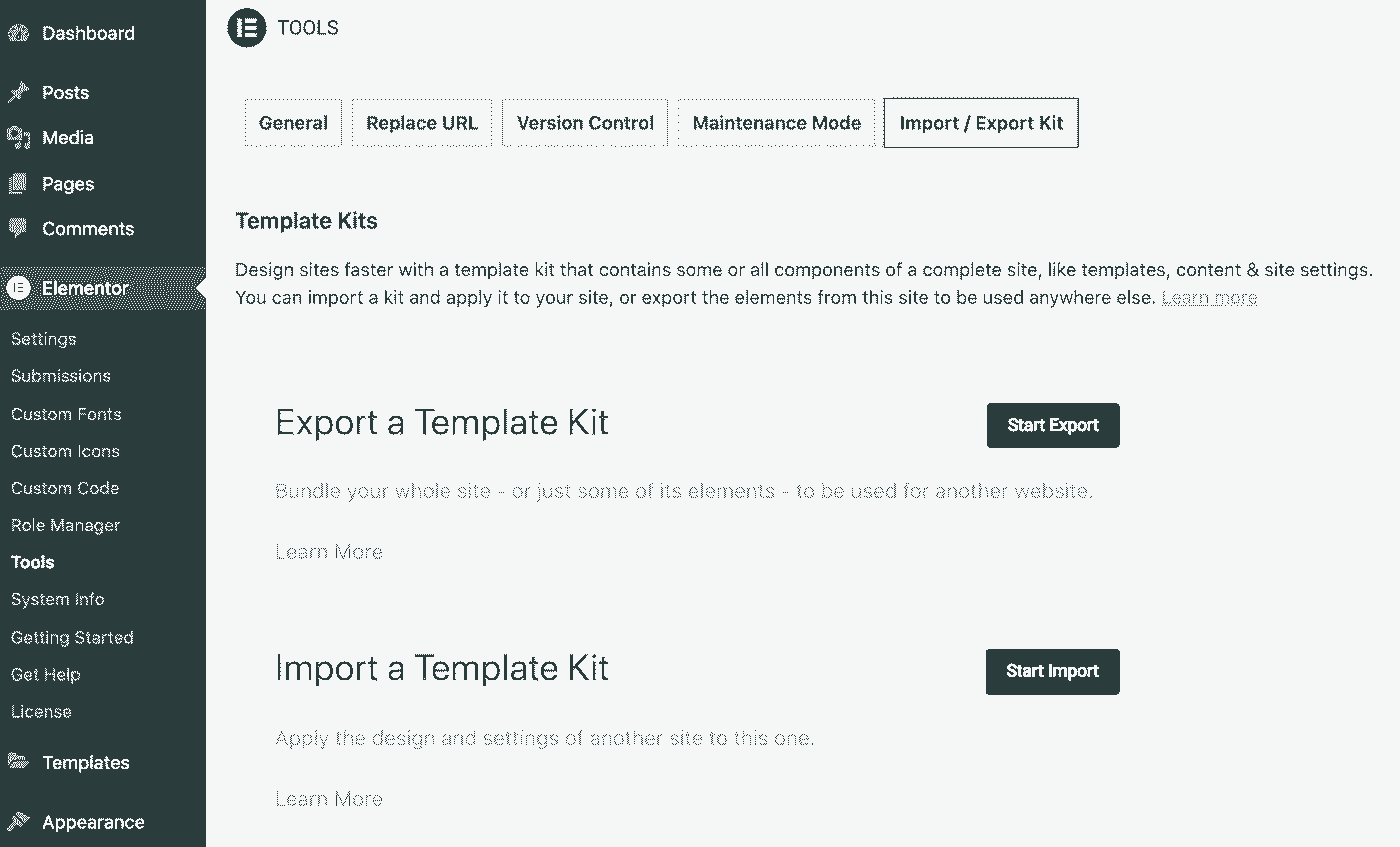 Dashboard
Posts
Media
Pages
Comments
Elementor
Settings
Submissions
Custom Fonts
Custom Icons
Custom Code
Role Manager
Tools
System Info
Getting Started
Get Help
License
Templates
Appearance
TOOLS
General
Replace URL
Version Control
Maintenance Mode
Import / Export Kit
Template Kits
Design sites faster with a template kit that contains some or all components of a complete site, like templates, content & site settings.
You can import a kit and apply it to your site, or export the elements from this site to be used anywhere else. Learn more
Export a Template Kit
Start Export
Bundle your whole site - or just some of its elements - to be used for another website.
Learn More
Import a Template Kit
Start Import
Apply the design and settings of another site to this one.
Learn More